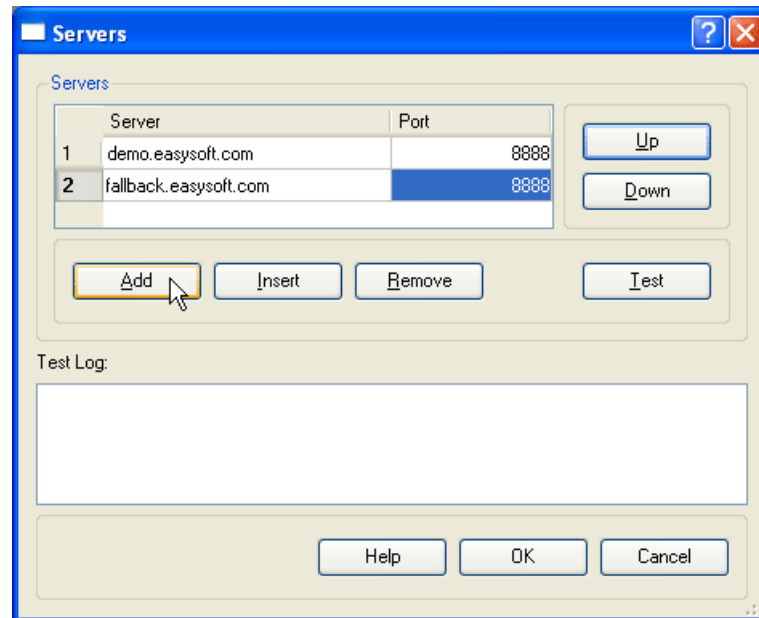 Servers
Servers
Server Port
1 demo.easysoft.com 8888
2 fallback.easysoft.com 8888
Up
Down
Add Insert Remove Test
Test Log:
Help OK Cancel